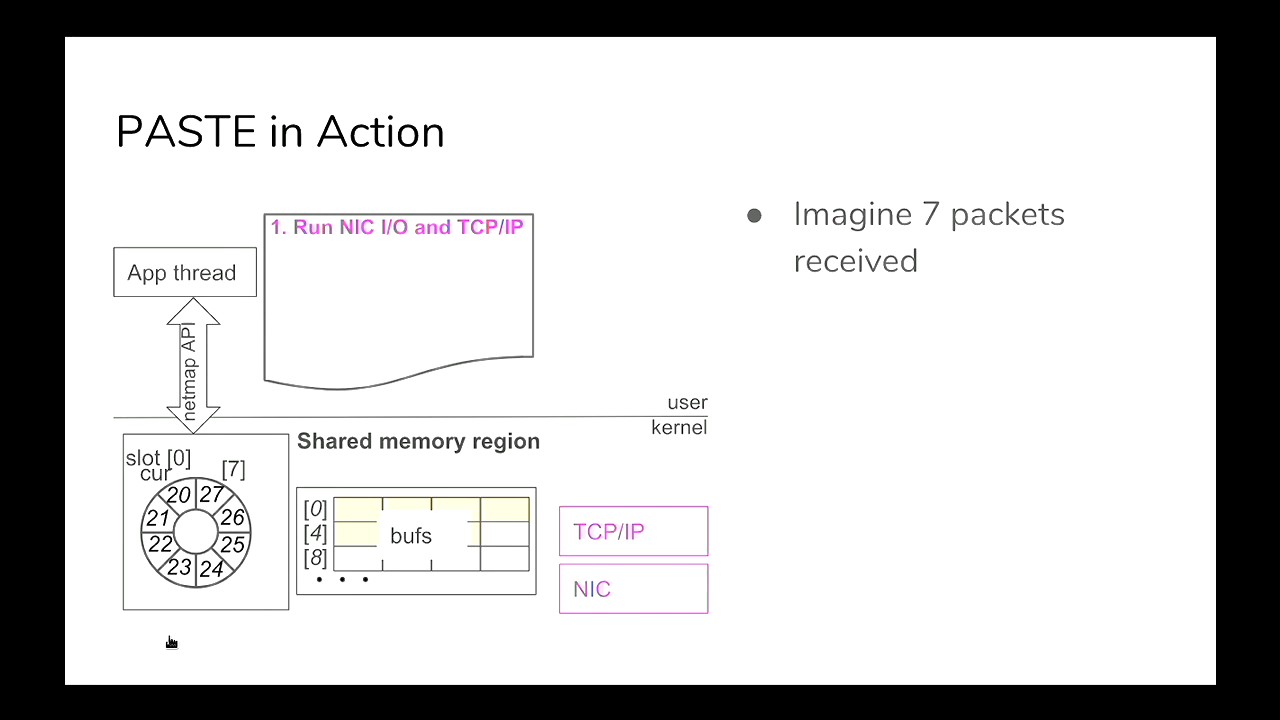 PASTE in Action
1. Run NIC I/O and TCP/IP
App thread
netmap API
user
kernel
Shared memory region
slot [0]
cur
[7]
20 27
21 26
22 25
23 24
[0]
[4]
[8]
bufs
TCP/IP
NIC
● Imagine 7 packets
received